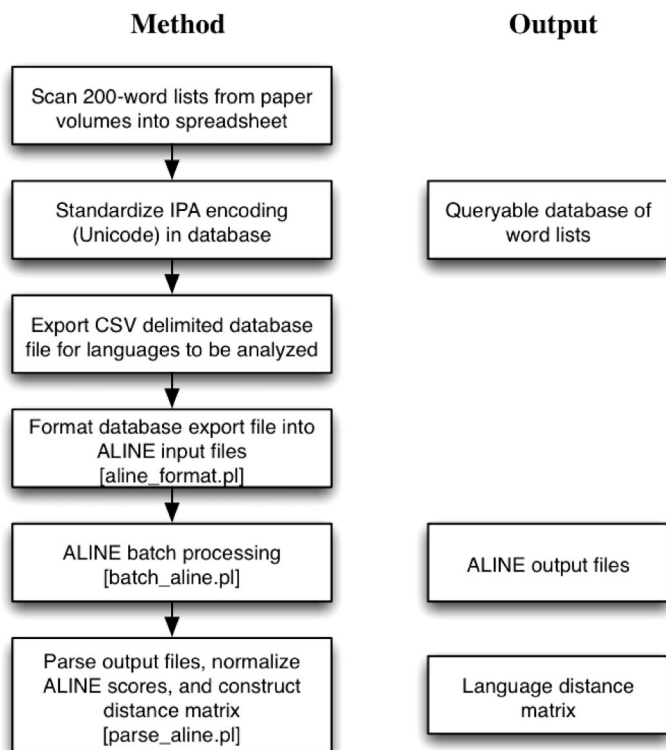 Method
Output
Scan 200-word lists from paper
volumes into spreadsheet
Standardize IPA encoding
(Unicode) in database
Queryable database of
word lists
Export CSV delimited database
file for languages to be analyzed
Format database export file into
ALINE input files
[aline_format.pl]
ALINE batch processing
[batch_aline.pl]
ALINE output files
Parse output files, normalize
ALINE scores, and construct
distance matrix
[parse_aline.pl]
Language distance
matrix